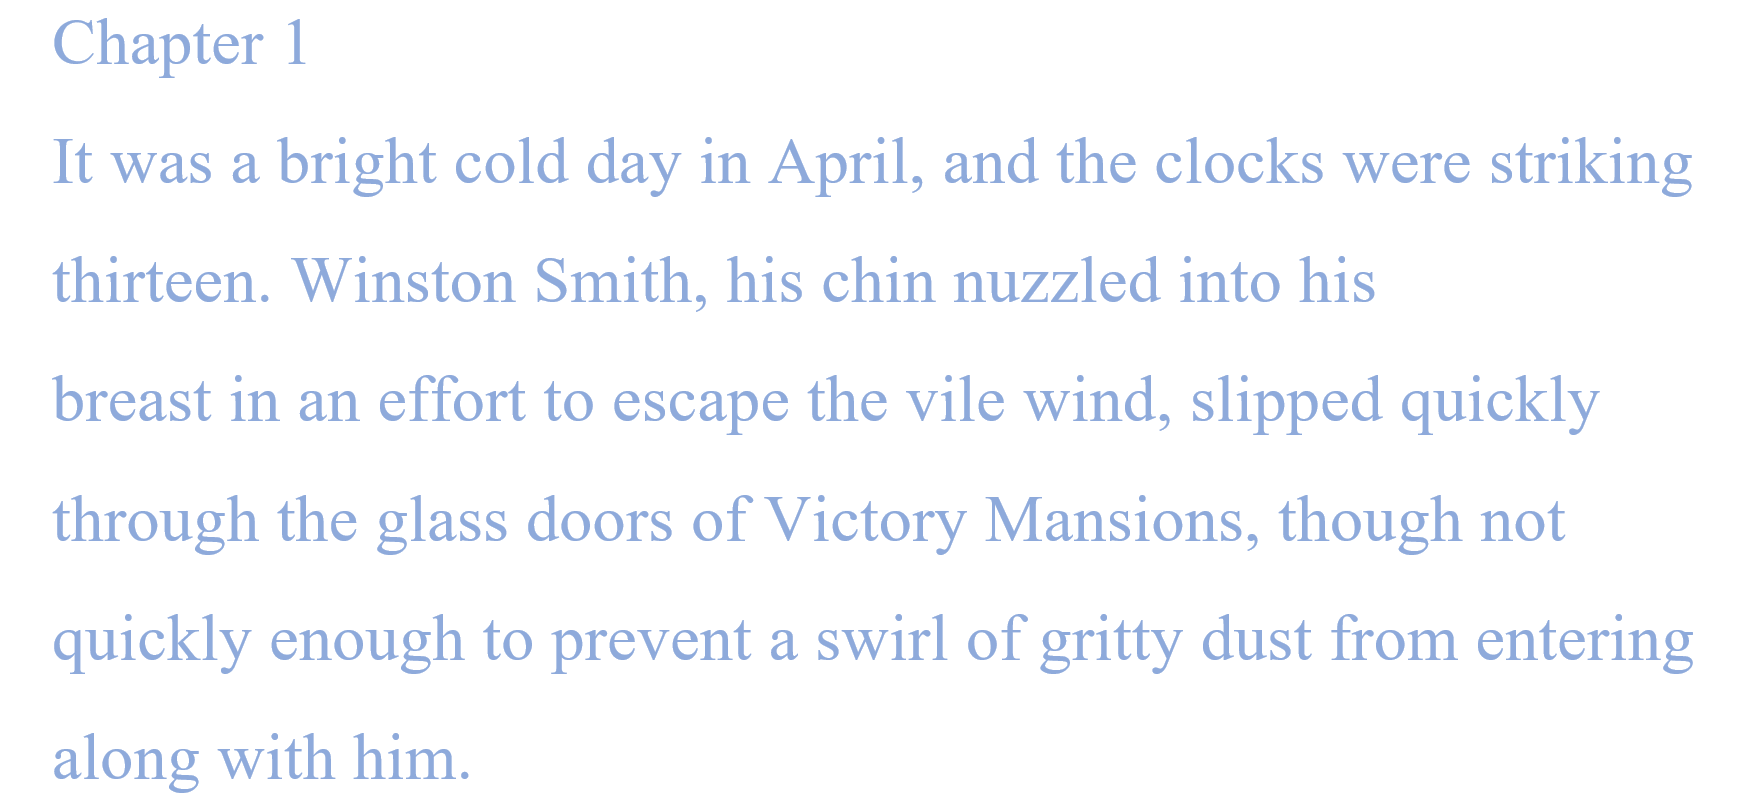 Chapter 1
It was a bright cold day in April, and the clocks were striking
thirteen. Winston Smith, his chin nuzzled into his
breast in an effort to escape the vile wind, slipped quickly
through the glass doors of Victory Mansions, though not
quickly enough to prevent a swirl of gritty dust from entering
along with him.